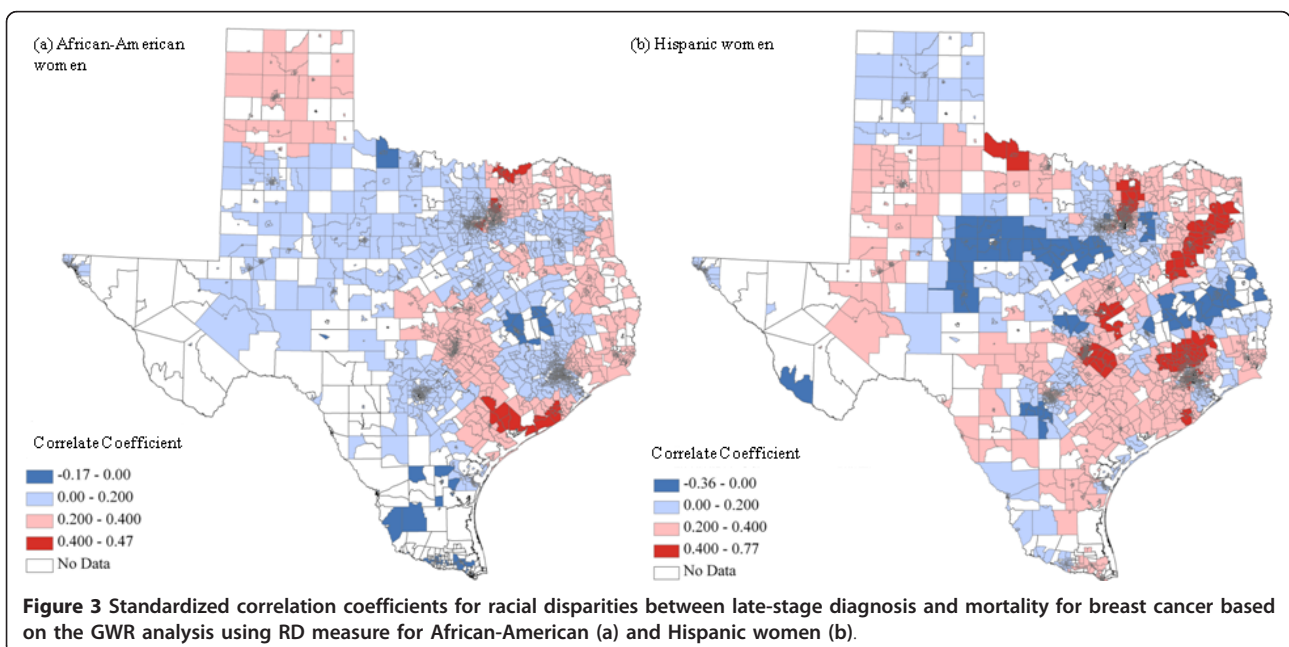 (a) African-American
women
(b) Hispanic women
Correlate Coefficient
-0.17 - 0.00
0.00 - 0.200
0.200 - 0.400
0.400 - 0.47
No Data
Correlate Coefficient
-0.36 - 0.00
0.00 - 0.200
0.200 - 0.400
0.400 - 0.77
No Data
Figure 3 Standardized correlation coefficients for racial disparities between late-stage diagnosis and mortality for breast cancer based
on the GWR analysis using RD measure for African-American (a) and Hispanic women (b).